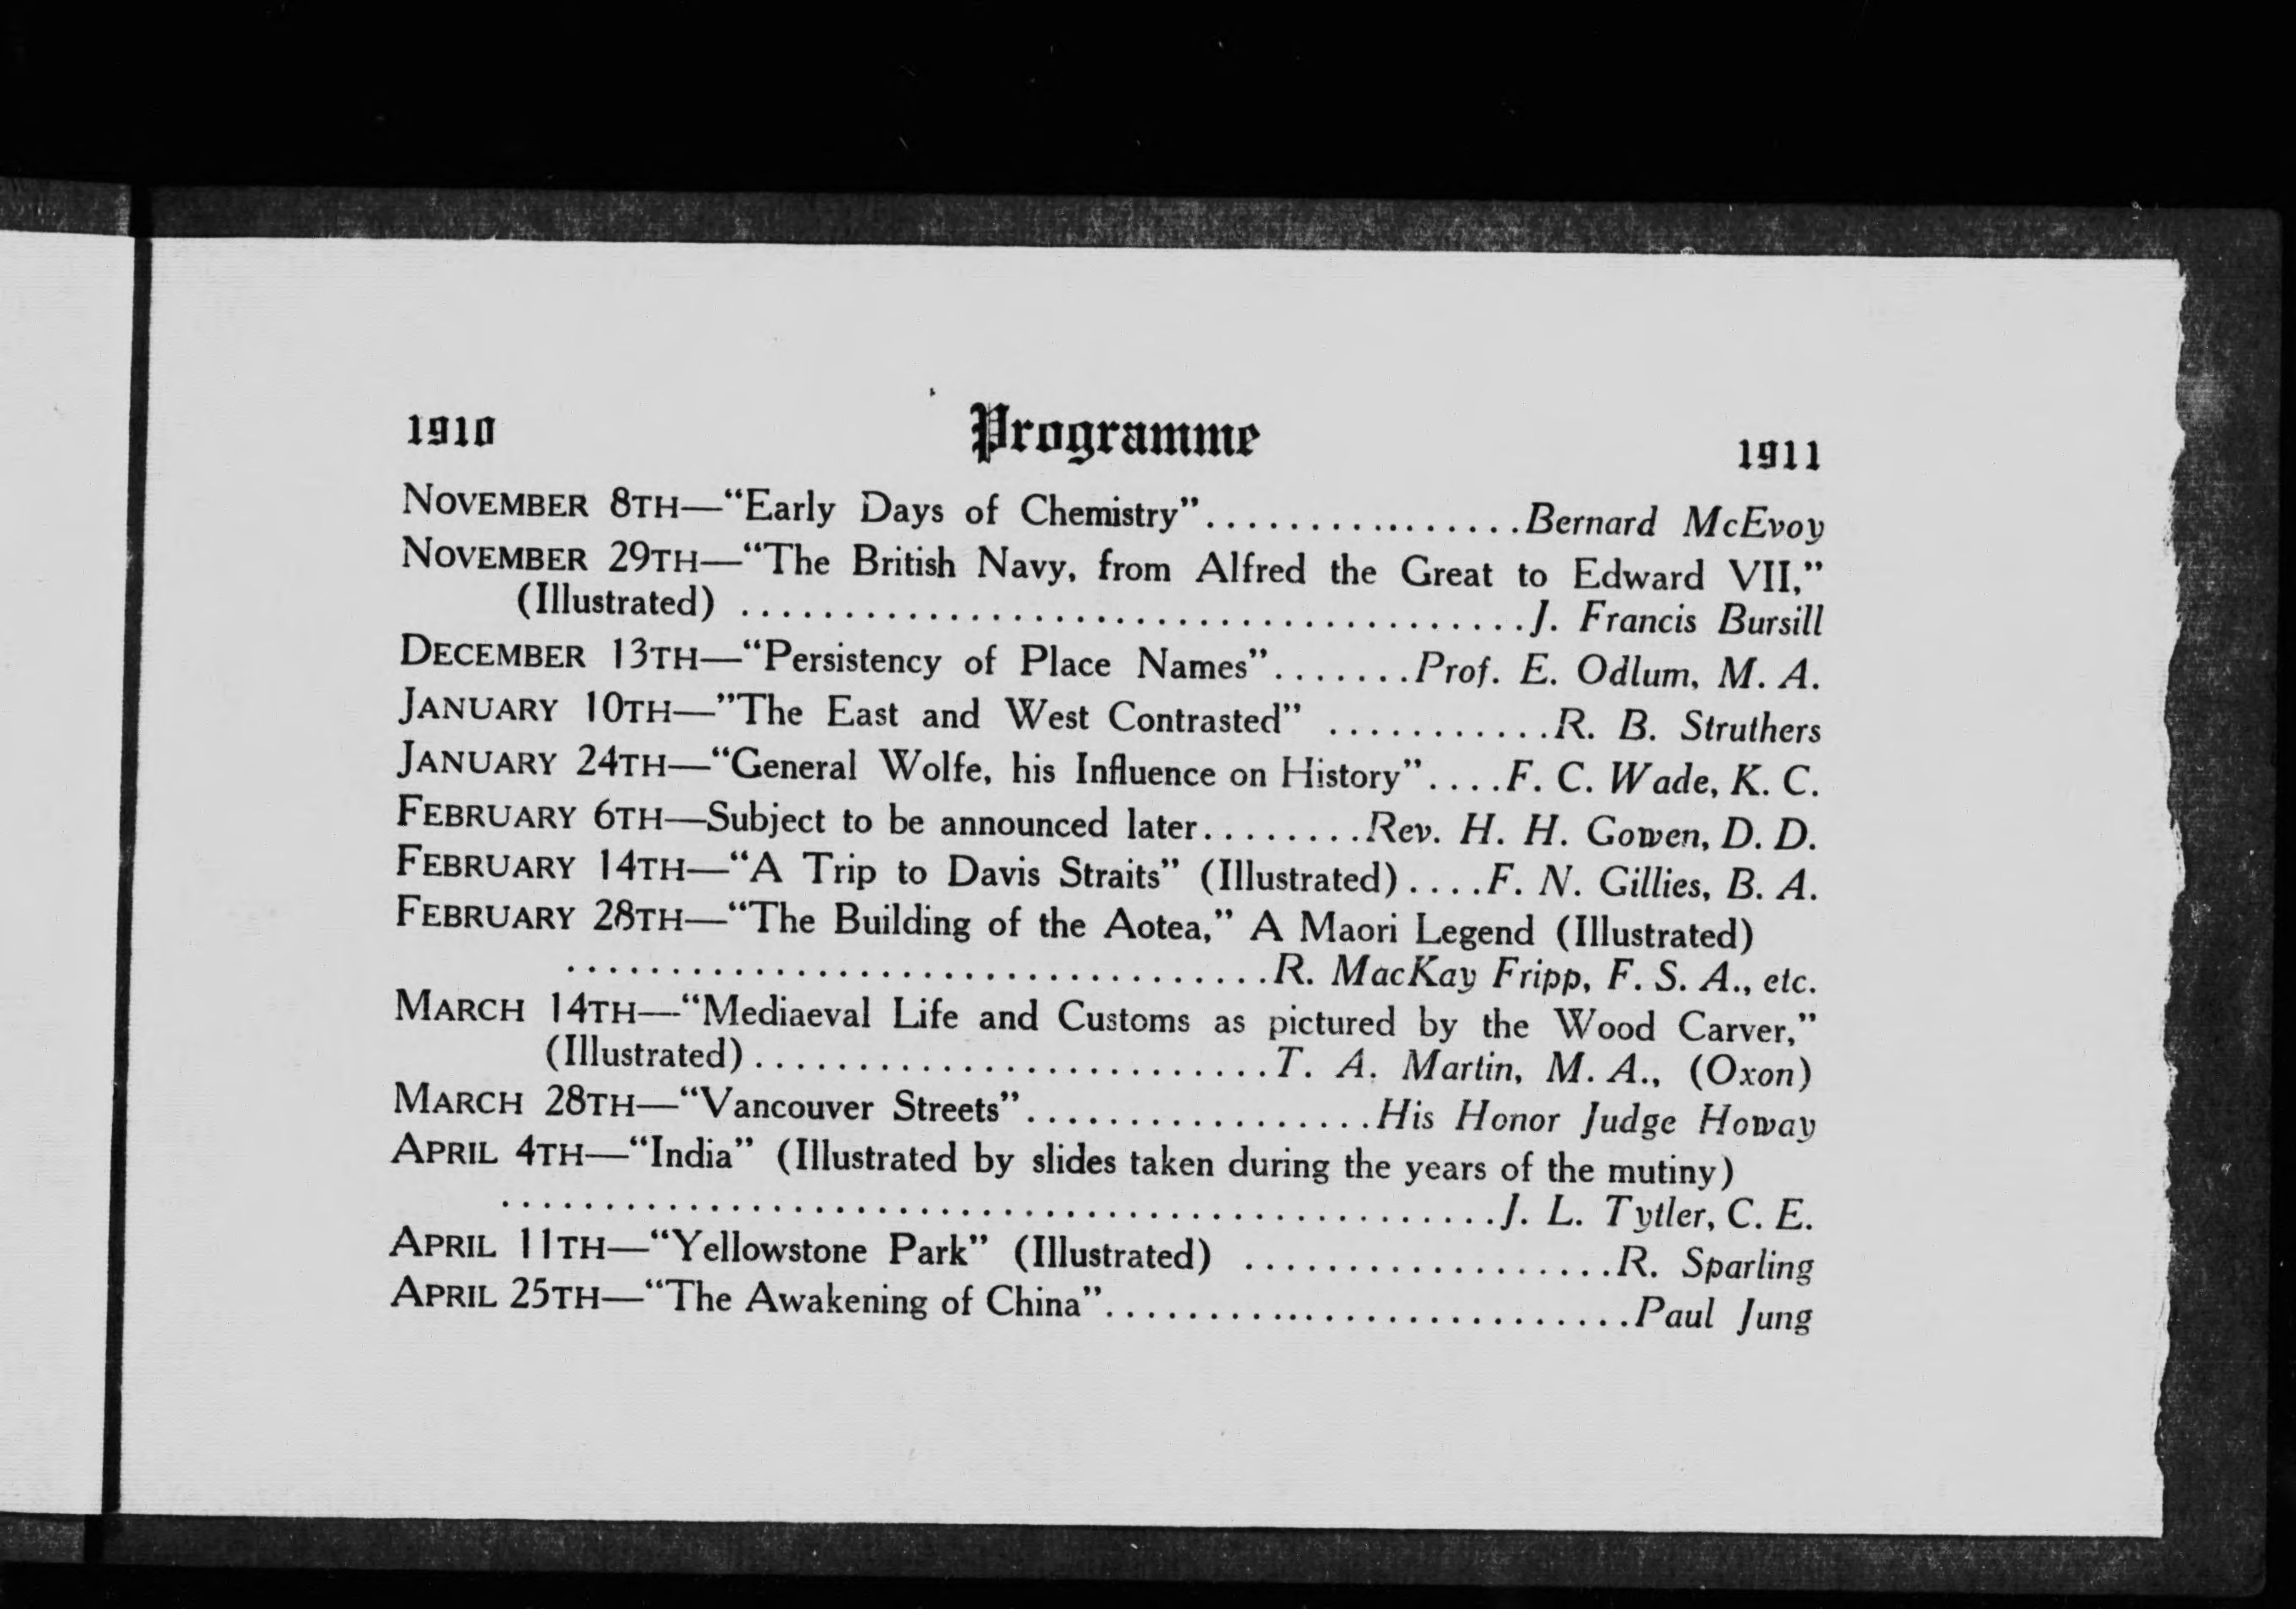 1910 Programme 1911
NOVEMBER 8TH—“Early Days of Chemistry”................Bernard McEvoy
NOVEMBER 29TH—“The British Navy, from Alfred the Great to Edward VII,”
(Illustrated) ......................................J. Francis Bursill
DECEMBER 13TH—“Persistency of Place Names”.......Prof. E. Odlum, M. A.
JANUARY 10TH—”The East and West Contrasted” ...........R. B. Struthers
JANUARY 24TH—“General Wolfe, his Influence on History”....F. C. Wade, K. C.
FEBRUARY 6TH—Subject to be announced later........Rev. H. H. Gowen, D. D.
FEBRUARY 14TH—“A Trip to Davis Straits” (Illustrated) ....F. N. Gillies, B. A.
FEBRUARY 28TH—“The Building of the Aotea,” A Maori Legend (Illustrated)
..................................R. MacKay Fripp, F. S. A., etc.
MARCH 14TH—“Mediaeval Life and Customs as pictured by the Wood Carver,”
(Illustrated) .........................T. A. Martin, M. A., (Oxon)
MARCH 28TH—“Vancouver Streets”.................His Honor Judge Howay
APRIL 4TH—“India” (Illustrated by slides taken during the years of the mutiny)
................................................J. L. Tytler, C. E.
APRIL 11TH—“Yellowstone Park” (Illustrated) ..................R. Sparling
APRIL 25TH—“The Awakening of China”..........................Paul Jung